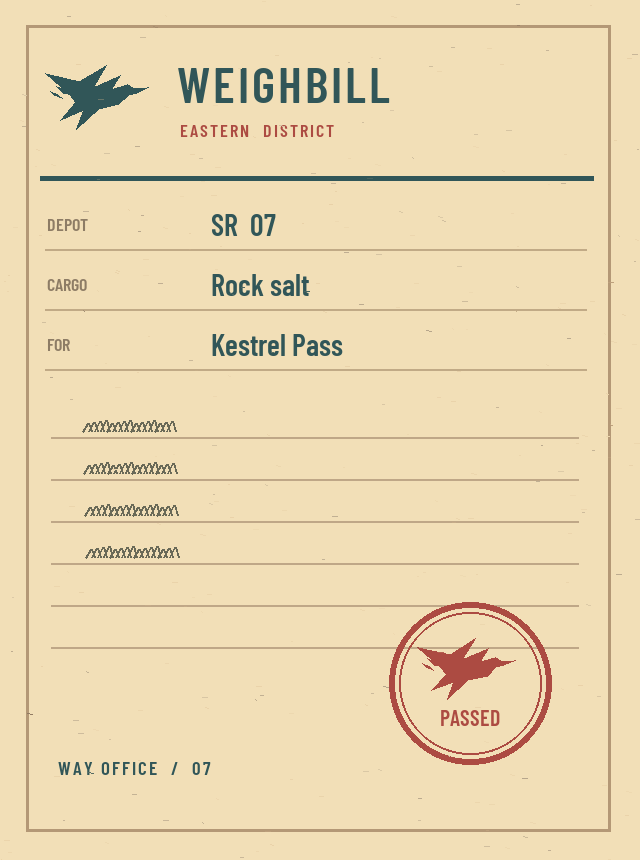 WEIGHBILL
EASTERN DISTRICT
DEPOT SR 07
CARGO Rock salt
FOR Kestrel Pass
PASSED
WAY OFFICE / 07